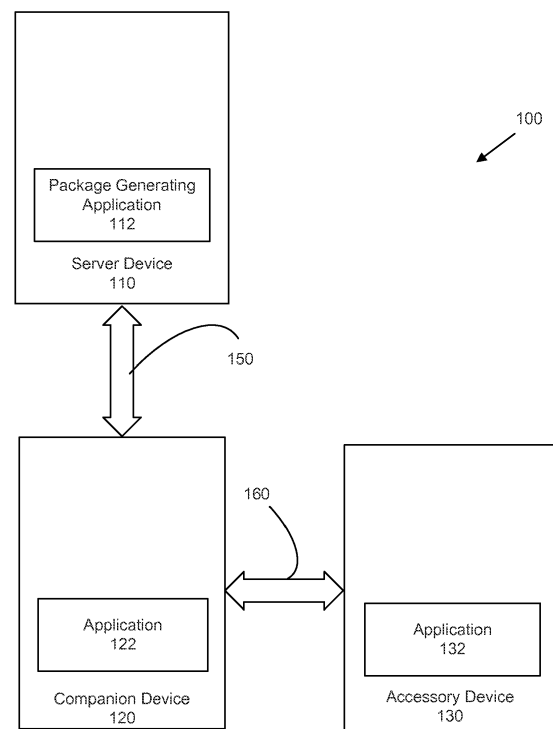 100
Package Generating
Application
112
Server Device
110
150
160
Application
122
Companion Device
120
Application
132
Accessory Device
130